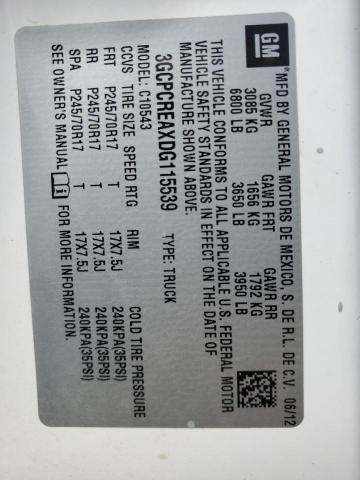 GM
MFD BY GENERAL MOTORS DE MEXICO, S. DE R.L. DE C.V. 06/12
GVWR GAWR FRT GAWR RR
3085 KG 1656 KG 1792 KG
6800 LB 3650 LB 3950 LB
THIS VEHICLE CONFORMS TO ALL APPLICABLE U.S. FEDERAL MOTOR
VEHICLE SAFETY STANDARDS IN EFFECT ON THE DATE OF
MANUFACTURE SHOWN ABOVE.
3GCPCREAXDG115539 TYPE: TRUCK
MODEL: C10543
CCVS TIRE SIZE SPEED RTG RIM COLD TIRE PRESSURE
FRT P245/70R17 T 17X7.5J 240KPA(35PSI)
RR P245/70R17 T 17X7.5J 240KPA(35PSI)
SPA P245/70R17 T 17X7.5J 240KPA(35PSI)
SEE OWNER'S MANUAL i FOR MORE INFORMATION.